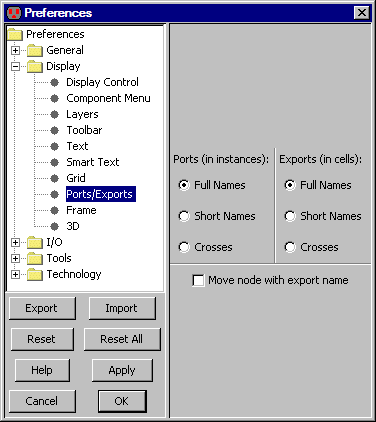 Preferences
Preferences
General
Display
Display Control
Component Menu
Layers
Toolbar
Text
Smart Text
Grid
Ports/Exports
Frame
3D
I/O
Tools
Technology
Export
Import
Reset
Reset All
Help
Apply
Cancel
OK
Ports (in instances):
Full Names
Short Names
Crosses
Exports (in cells):
Full Names
Short Names
Crosses
Move node with export name